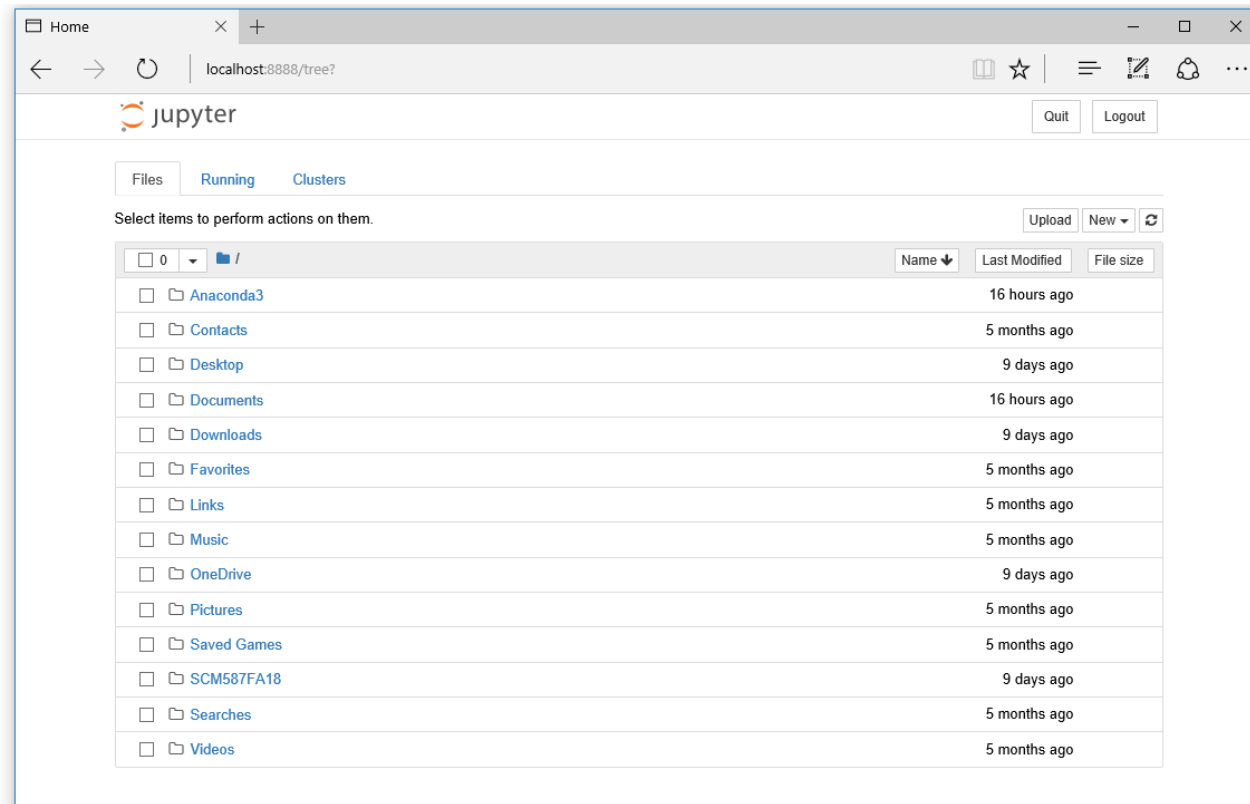 Home
localhost:8888/tree?
jupyter
Quit Logout
Files Running Clusters
Select items to perform actions on them.
Upload New
0 / Name Last Modified File size
Anaconda3 16 hours ago
Contacts 5 months ago
Desktop 9 days ago
Documents 16 hours ago
Downloads 9 days ago
Favorites 5 months ago
Links 5 months ago
Music 5 months ago
OneDrive 9 days ago
Pictures 5 months ago
Saved Games 5 months ago
SCM587FA18 9 days ago
Searches 5 months ago
Videos 5 months ago